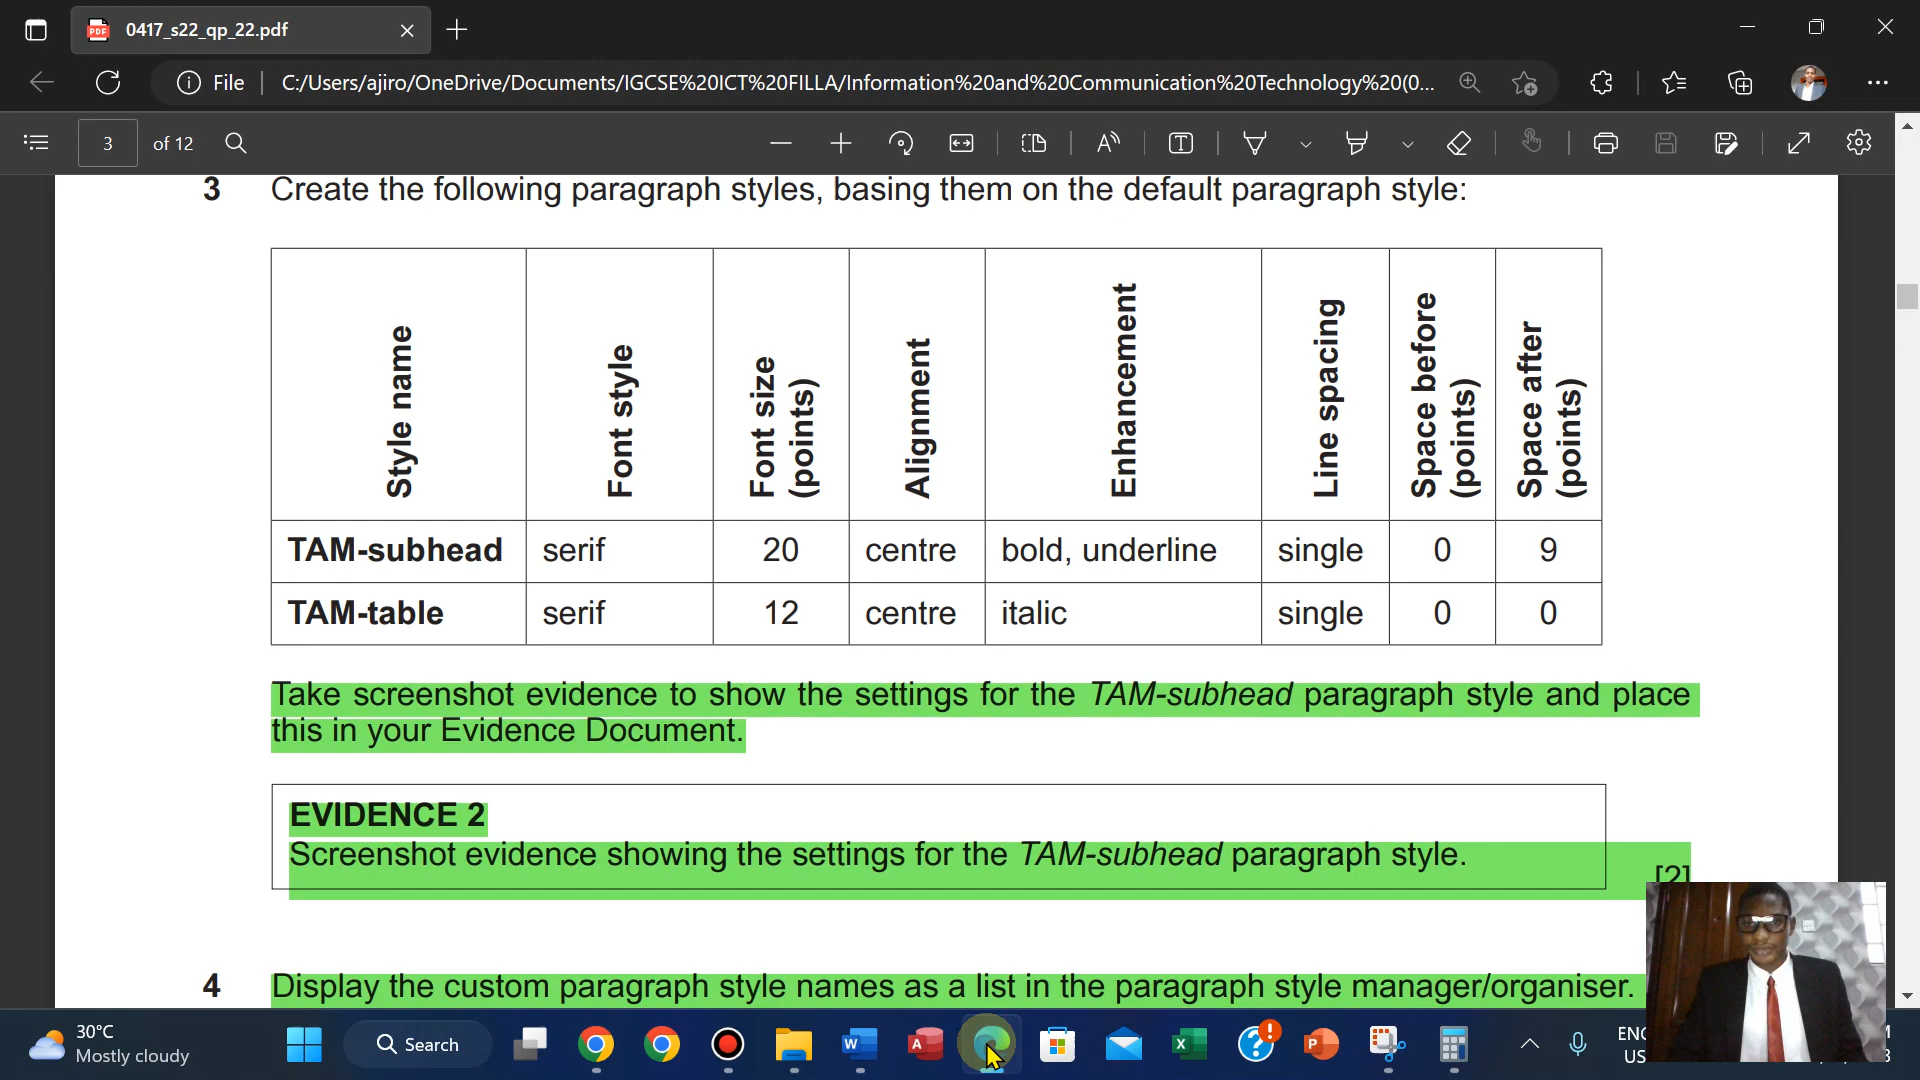 0417_s22_qp_22.pdf
File
C:/Users/ajiro/OneDrive/Documents/IGCSE%20ICT%20FILLA/Information%20and%20Communication%20Technology%20(0...
3 of 12
3 Create the following paragraph styles, basing them on the default paragraph style:
Style name Font style Font size (points) Alignment Enhancement Line spacing Space before (points) Space after (points)
TAM-subhead serif 20 centre bold, underline single 0 9
TAM-table serif 12 centre italic single 0 0
Take screenshot evidence to show the settings for the TAM-subhead paragraph style and place
this in your Evidence Document.
EVIDENCE 2
Screenshot evidence showing the settings for the TAM-subhead paragraph style.
[2]
4 Display the custom paragraph style names as a list in the paragraph style manager/organiser.
30°C
Mostly cloudy
Search
ENG
US